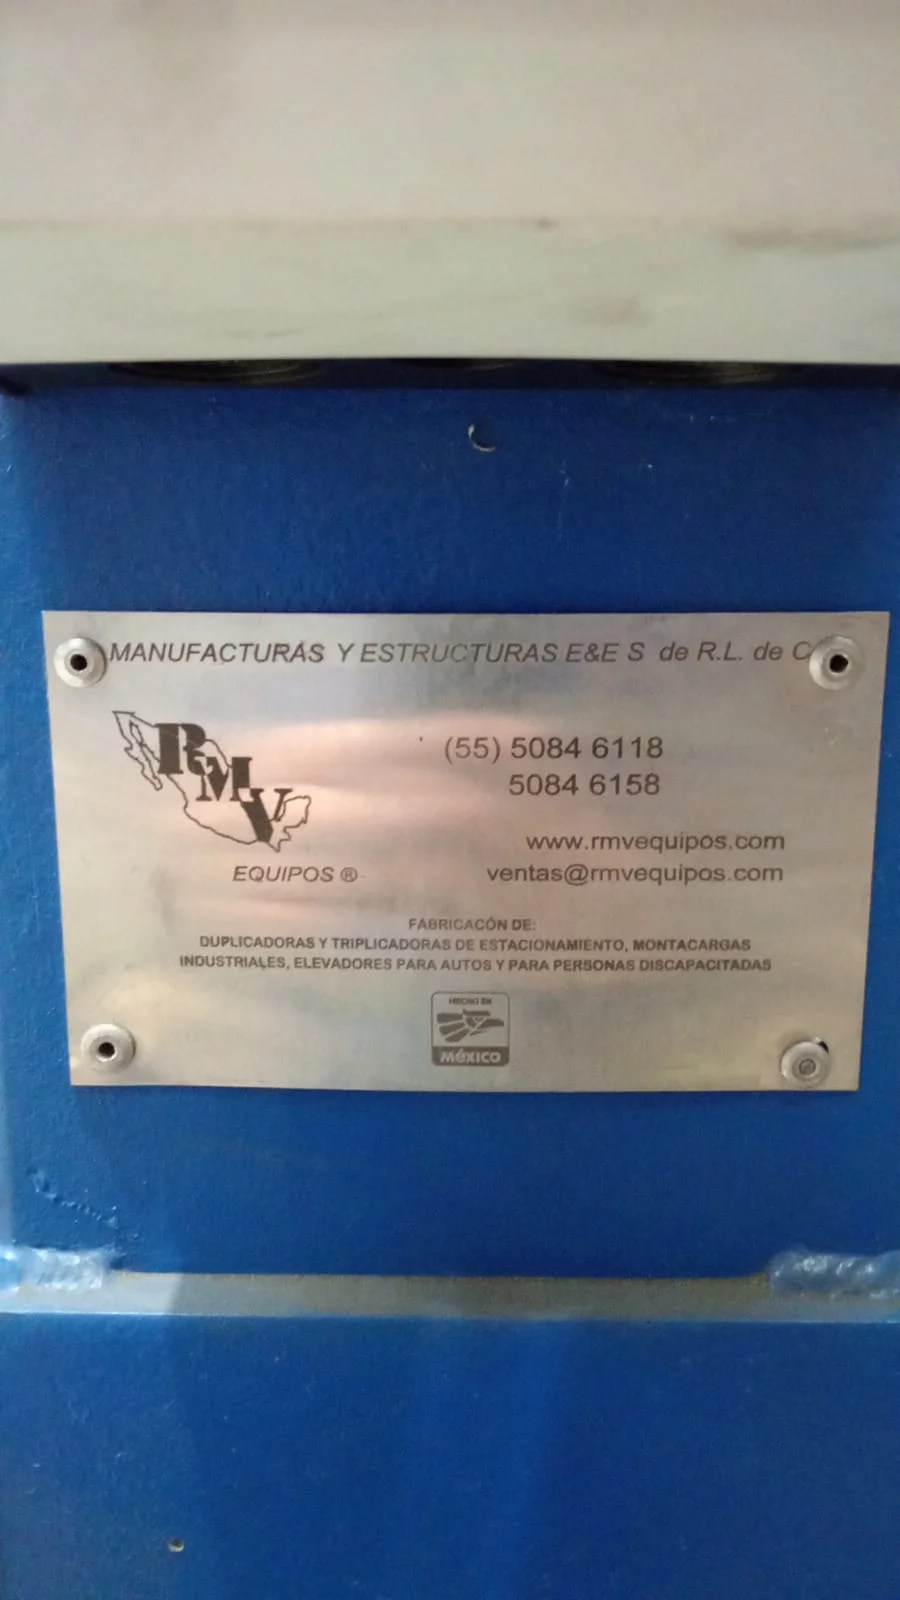 MANUFACTURAS Y ESTRUCTURAS E&E S de R.L. de C
RMV
EQUIPOS ®
(55) 5084 6118
5084 6158
www.rmvequipos.com
ventas@rmvequipos.com
FABRICACÓN DE:
DUPLICADORAS Y TRIPLICADORAS DE ESTACIONAMIENTO, MONTACARGAS
INDUSTRIALES, ELEVADORES PARA AUTOS Y PARA PERSONAS DISCAPACITADAS
HECHO EN
MéXICO